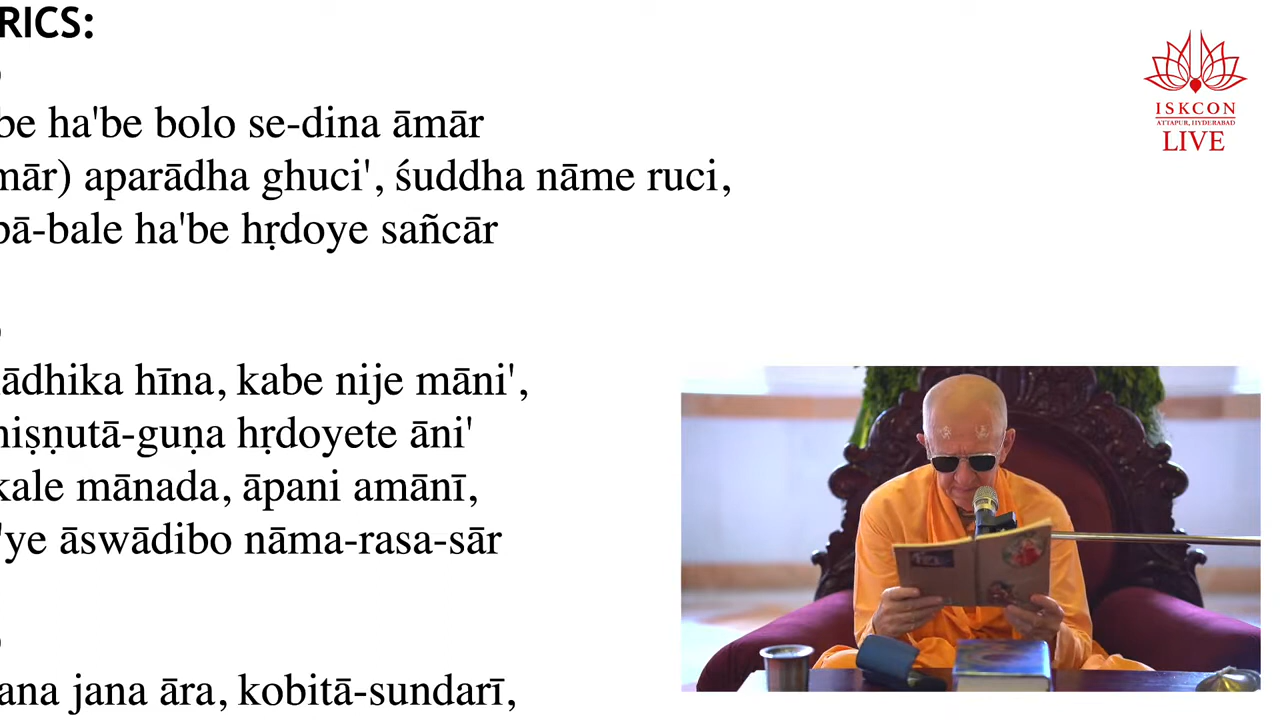 RICS:
)
be ha'be bolo se-dina āmār
mār) aparādha ghuci', śuddha nāme ruci,
pā-bale ha'be hṛdoye sañcār
)
ādhika hīna, kabe nije māni',
hiṣṇutā-guṇa hṛdoyete āni'
kale mānada, āpani amānī,
'ye āswādibo nāma-rasa-sār
)
ana jana āra, kobitā-sundarī,
ISKCON
ATTAPUR, HYDERABAD
LIVE